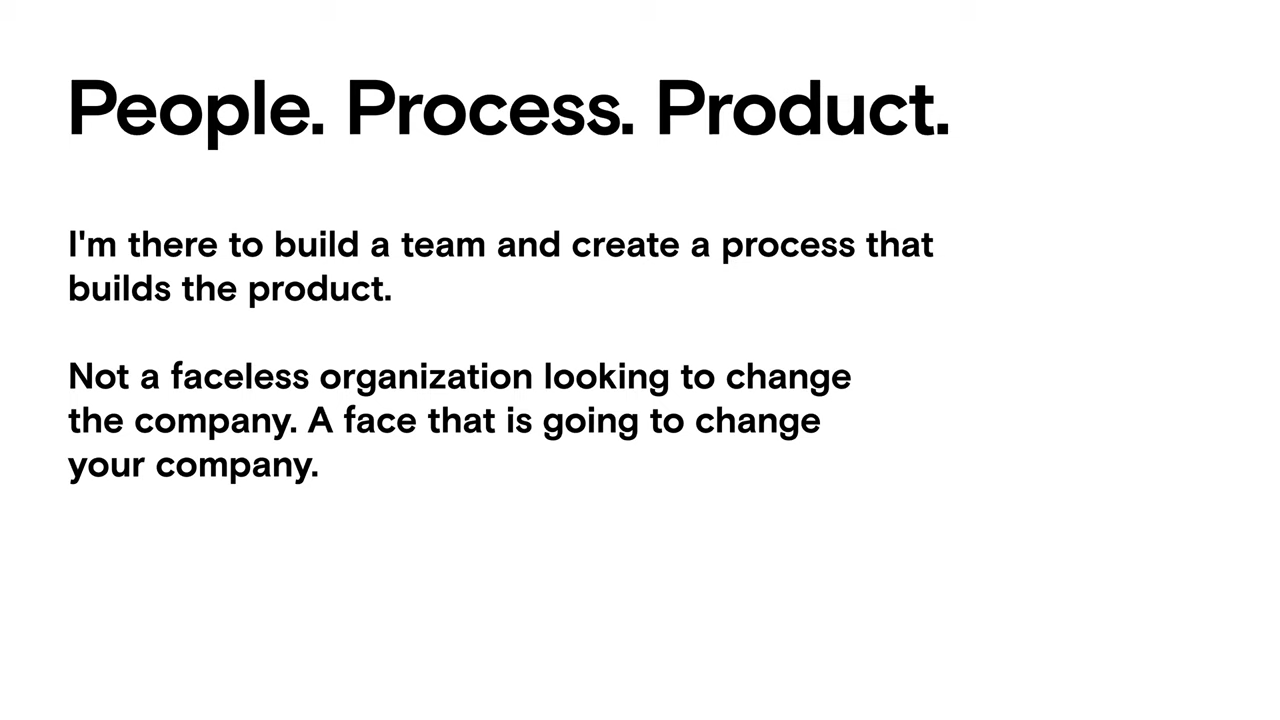 People. Process. Product.
I'm there to build a team and create a process that
builds the product.
Not a faceless organization looking to change
the company. A face that is going to change
your company.